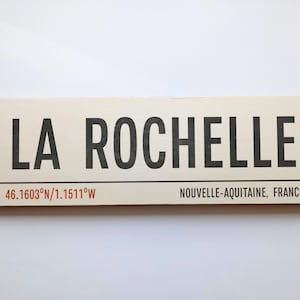 LA ROCHELLE
46.1603°N/1.1511°W NOUVELLE-AQUITAINE, FRANC